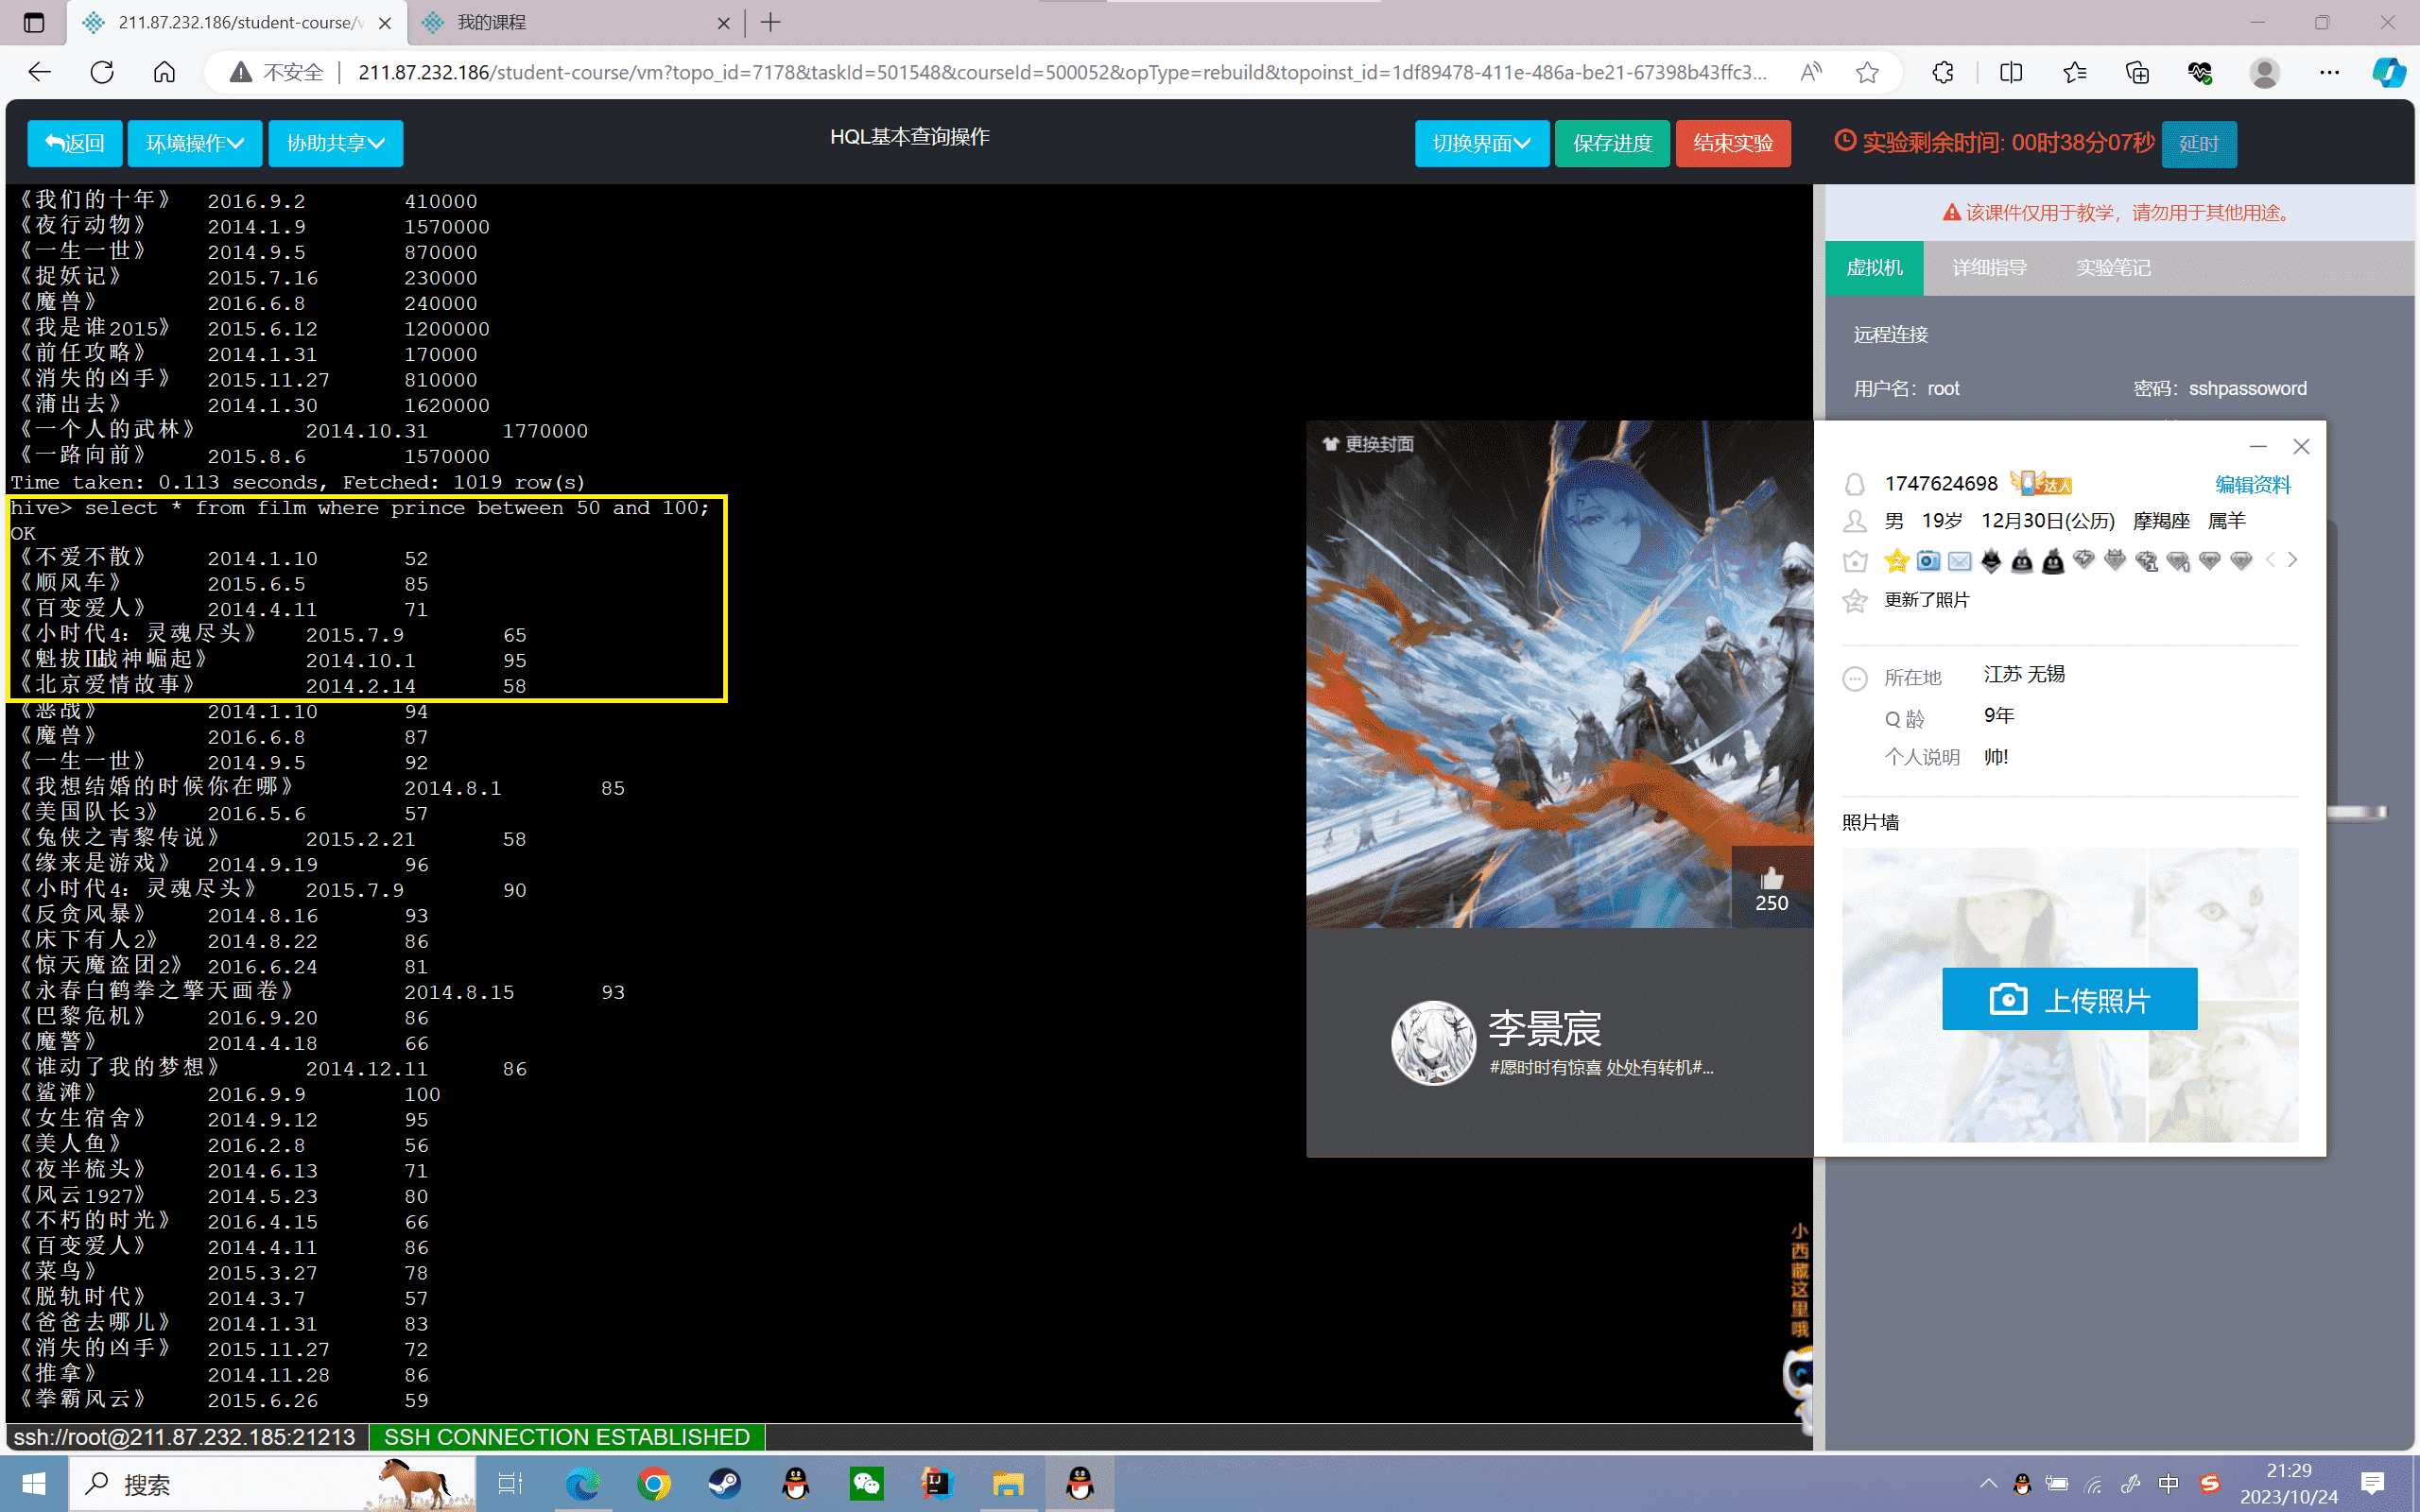 211.87.232.186/student-course/v
我的课程
不安全
211.87.232.186/student-course/vm?topo_id=7178&taskId=501548&courseId=500052&opType=rebuild&topoinst_id=1df89478-411e-486a-be21-67398b43ffc3...
返回
环境操作
协助共享
HQL基本查询操作
切换界面
保存进度
结束实验
实验剩余时间: 00时38分07秒
延时
《我们的十年》 2016.9.2 410000
《夜行动物》 2014.1.9 1570000
《一生一世》 2014.9.5 870000
《捉妖记》 2015.7.16 230000
《魔兽》 2016.6.8 240000
《我是谁2015》 2015.6.12 1200000
《前任攻略》 2014.1.31 170000
《消失的凶手》 2015.11.27 810000
《蒲出去》 2014.1.30 1620000
《一个人的武林》 2014.10.31 1770000
《一路向前》 2015.8.6 1570000
Time taken: 0.113 seconds, Fetched: 1019 row(s)
hive> select * from film where prince between 50 and 100;
OK
《不爱不散》 2014.1.10 52
《顺风车》 2015.6.5 85
《百变爱人》 2014.4.11 71
《小时代4：灵魂尽头》 2015.7.9 65
《魁拔Ⅱ战神崛起》 2014.10.1 95
《北京爱情故事》 2014.2.14 58
《恶战》 2014.1.10 94
《魔兽》 2016.6.8 87
《一生一世》 2014.9.5 92
《我想结婚的时候你在哪》 2014.8.1 85
《美国队长3》 2016.5.6 57
《兔侠之青黎传说》 2015.2.21 58
《缘来是游戏》 2014.9.19 96
《小时代4：灵魂尽头》 2015.7.9 90
《反贪风暴》 2014.8.16 93
《床下有人2》 2014.8.22 86
《惊天魔盗团2》 2016.6.24 81
《永春白鹤拳之擎天画卷》 2014.8.15 93
《巴黎危机》 2016.9.20 86
《魔警》 2014.4.18 66
《谁动了我的梦想》 2014.12.11 86
《鲨滩》 2016.9.9 100
《女生宿舍》 2014.9.12 95
《美人鱼》 2016.2.8 56
《夜半梳头》 2014.6.13 71
《风云1927》 2014.5.23 80
《不朽的时光》 2016.4.15 66
《百变爱人》 2014.4.11 86
《菜鸟》 2015.3.27 78
《脱轨时代》 2014.3.7 57
《爸爸去哪儿》 2014.1.31 83
《消失的凶手》 2015.11.27 72
《推拿》 2014.11.28 86
《拳霸风云》 2015.6.26 59
ssh://root@211.87.232.185:21213
SSH CONNECTION ESTABLISHED
该课件仅用于教学，请勿用于其他用途。
虚拟机
详细指导
实验笔记
远程连接
用户名：root
密码：sshpassoword
更换封面
250
李景宸
#愿时时有惊喜 处处有转机#...
1747624698
达人
编辑资料
男 19岁 12月30日(公历) 摩羯座 属羊
更新了照片
所在地 江苏 无锡
Q 龄 9年
个人说明 帅!
照片墙
上传照片
小西藏这里哦
搜索
中
21:29
2023/10/24